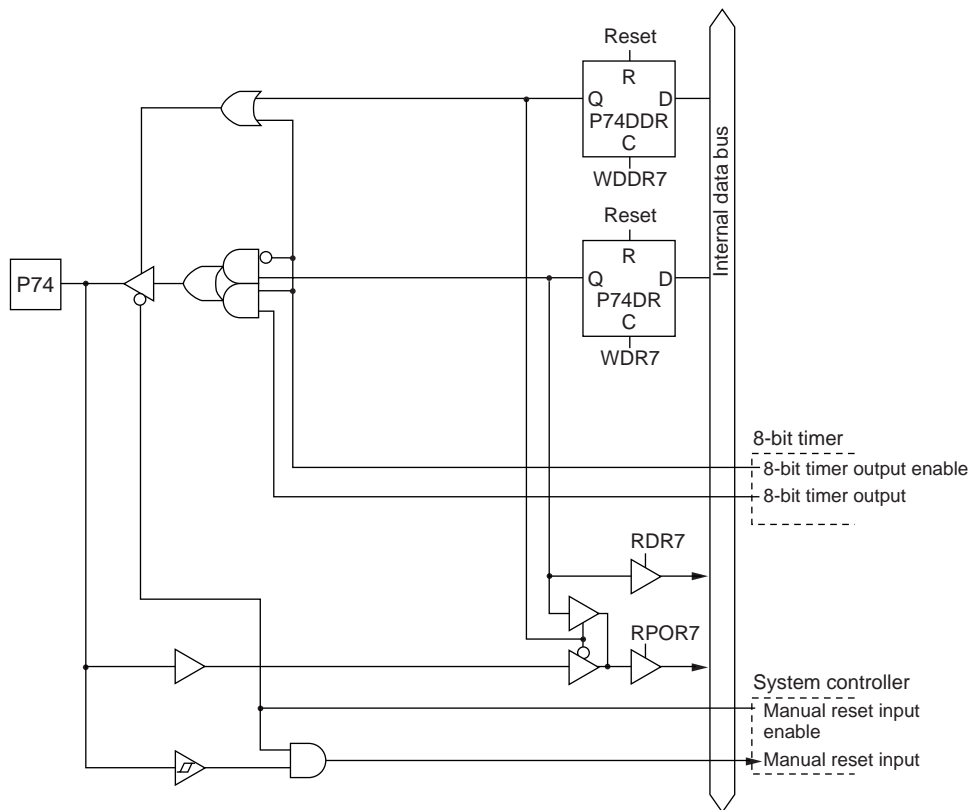 Reset
R
Q D
P74DDR
C
WDDR7
Internal data bus
Reset
R
P74
Q D
P74DR
C
WDR7
8-bit timer
8-bit timer output enable
8-bit timer output
RDR7
RPOR7
System controller
Manual reset input
enable
Manual reset input